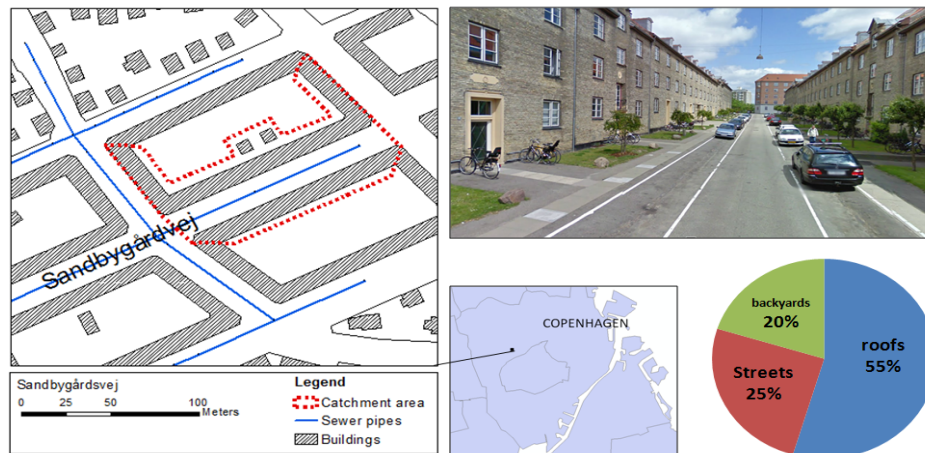 Sandbygårdvej
Sandbygårdsvej
0 25 50 100
Meters
Legend
Catchment area
Sewer pipes
Buildings
COPENHAGEN
backyards
20%
roofs
55%
Streets
25%